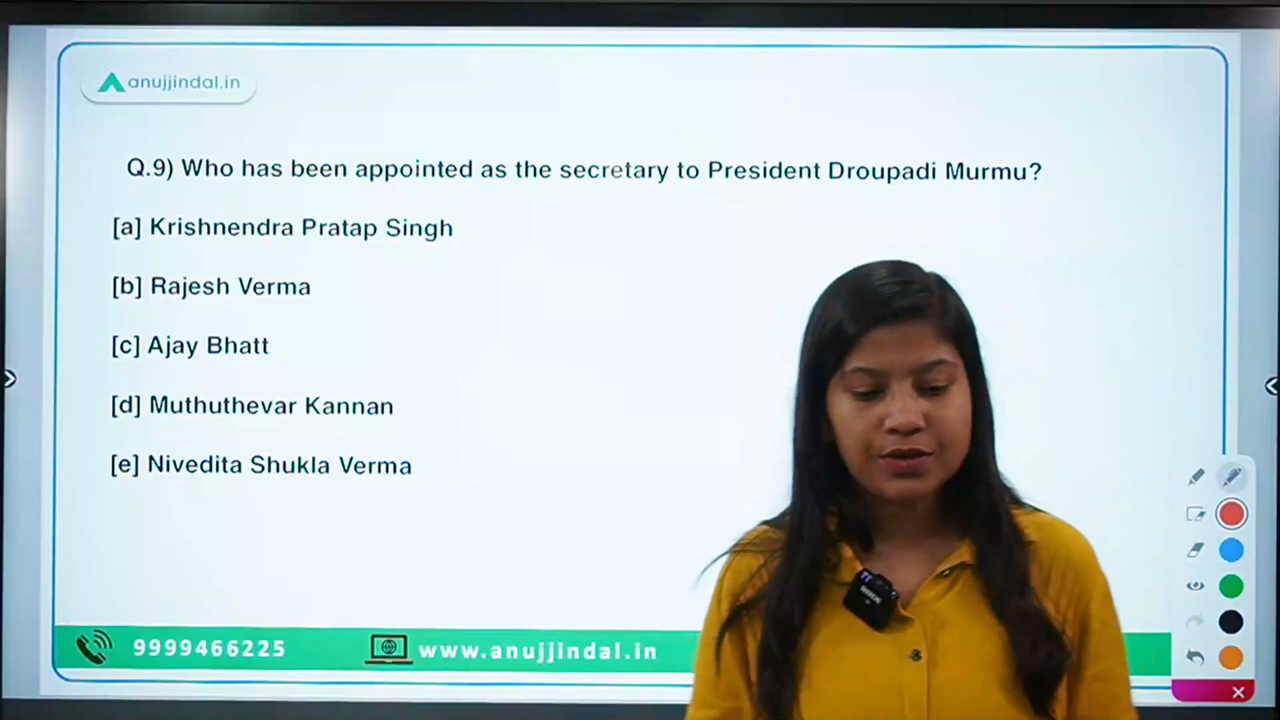 anujjindal.in
Q.9) Who has been appointed as the secretary to President Droupadi Murmu?
[a] Krishnendra Pratap Singh
[b] Rajesh Verma
[c] Ajay Bhatt
[d] Muthuthevar Kannan
[e] Nivedita Shukla Verma
9999466225
www.anujjindal.in